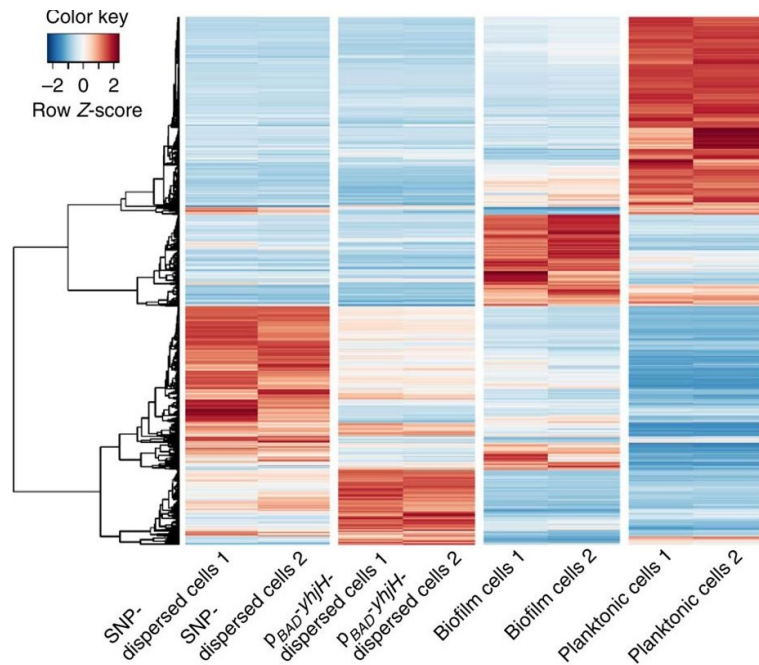 Color key
−2 0 2
Row Z-score
SNP-
dispersed cells 1
SNP-
dispersed cells 2
pBAD-yhjH-
dispersed cells 1
pBAD-yhjH-
dispersed cells 2
Biofilm cells 1
Biofilm cells 2
Planktonic cells 1
Planktonic cells 2